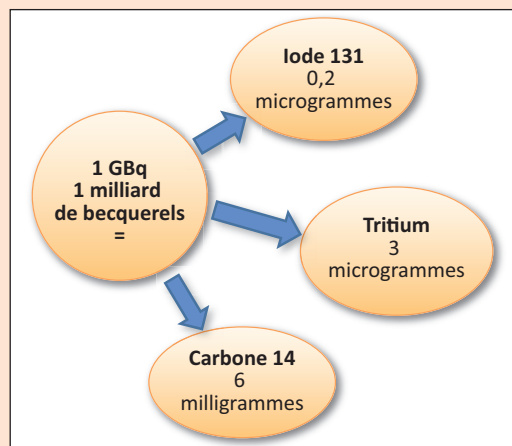 Iode 131
0,2
microgrammes
1 GBq
1 milliard
de becquerels
=
Tritium
3
microgrammes
Carbone 14
6
milligrammes